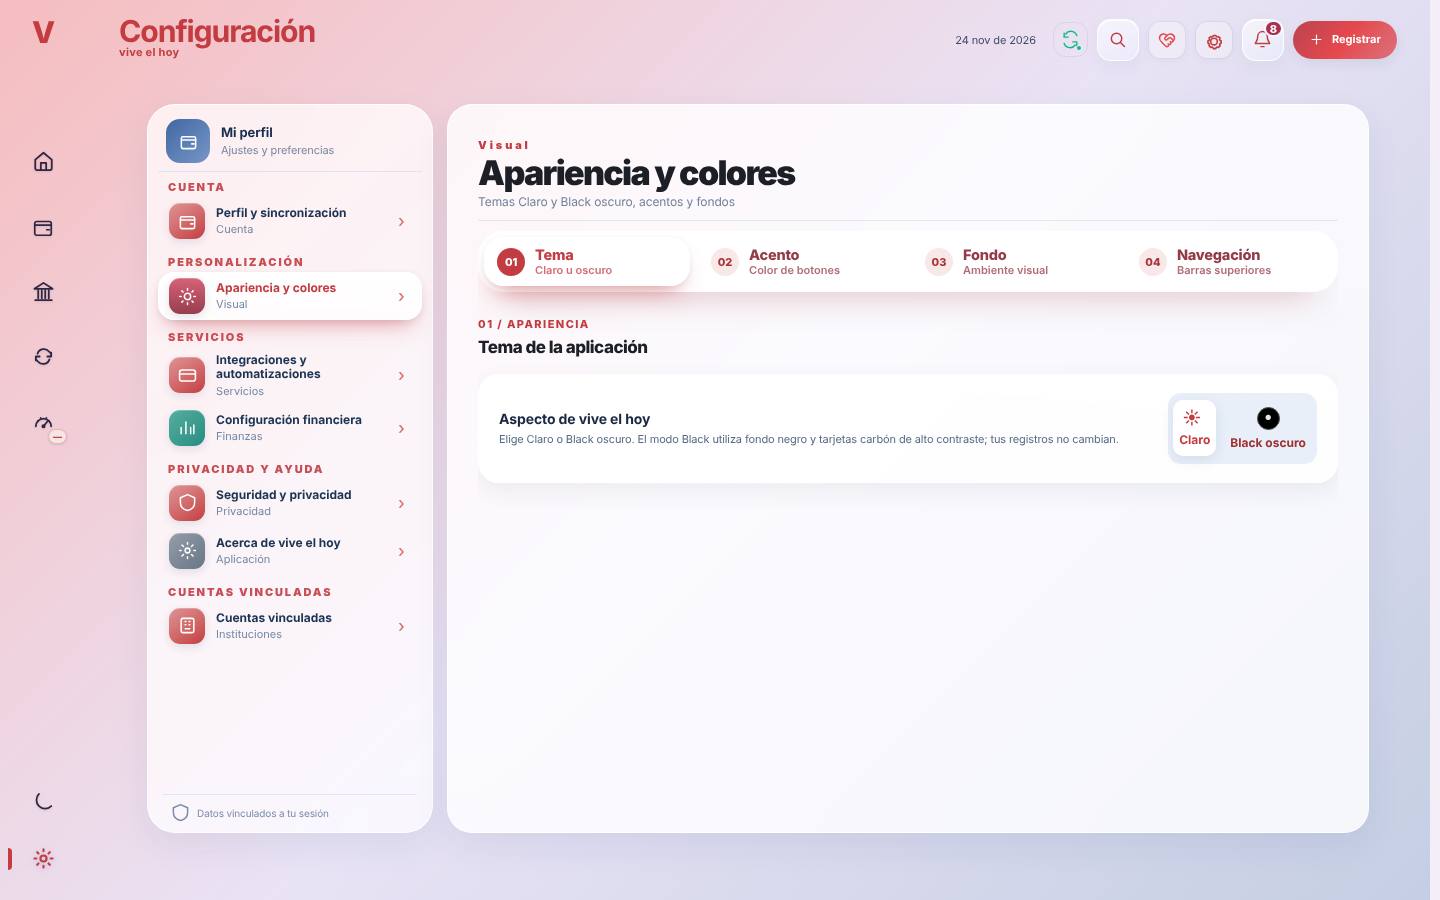 V
Configuración
vive el hoy
24 nov de 2026
8
Registrar
Mi perfil
Ajustes y preferencias
CUENTA
Perfil y sincronización
Cuenta
PERSONALIZACIÓN
Apariencia y colores
Visual
SERVICIOS
Integraciones y
automatizaciones
Servicios
Configuración financiera
Finanzas
PRIVACIDAD Y AYUDA
Seguridad y privacidad
Privacidad
Acerca de vive el hoy
Aplicación
CUENTAS VINCULADAS
Cuentas vinculadas
Instituciones
Datos vinculados a tu sesión
Visual
Apariencia y colores
Temas Claro y Black oscuro, acentos y fondos
01 Tema
Claro u oscuro
02 Acento
Color de botones
03 Fondo
Ambiente visual
04 Navegación
Barras superiores
01 / APARIENCIA
Tema de la aplicación
Aspecto de vive el hoy
Elige Claro o Black oscuro. El modo Black utiliza fondo negro y tarjetas carbón de alto contraste; tus registros no cambian.
Claro
Black oscuro